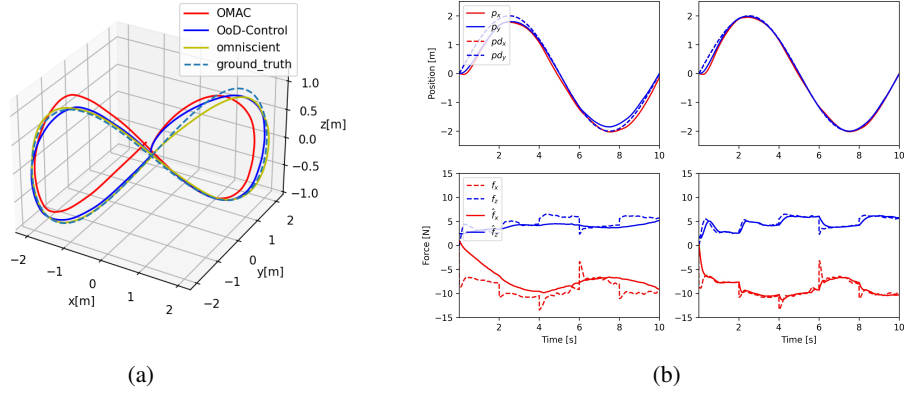 OMAC
OoD-Control
omniscient
ground_truth
1.0
0.5
0.0
−0.5
−1.0
z[m]
−2
−1
0
1
2
x[m]
−2
−1
0
1
2
y[m]
(a)
Position [m]
2
1
0
−1
−2
p_x
p_y
pd_x
pd_y
0
2
4
6
8
10
0
2
4
6
8
10
Force [N]
15
10
5
0
−5
−10
−15
f_x
f_z
f̂_x
f̂_z
2
4
6
8
10
Time [s]
15
10
5
0
−5
−10
−15
2
4
6
8
10
Time [s]
(b)